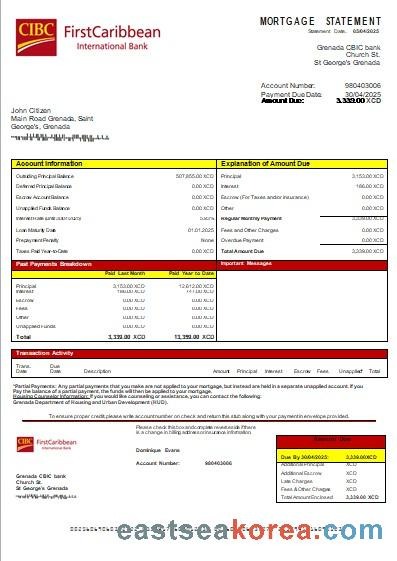 CIBC FirstCaribbean
International Bank
MORTGAGE STATEMENT
Statement Date. 05/04/2025
Grenada CBIC bank
Church St.
St George's Grenada
Account Number: 980403006
Payment Due Date: 30/04/2025
Amount Due: 3,339.00 XCD
John Citizen
Main Road Grenada, Saint
George's, Grenada
Account Information
Outstanding Principal Balance 507,855.00 XCD
Deferred Principal Balance 0.00 XCD
Escrow Account Balance 0.00 XCD
Unapplied Funds Balance 0.00 XCD
Interest Rate
Loan Maturity Date 01.01.2025
Prepayment Penalty None
Taxes Paid Year-to-Date 0.00 XCD
Explanation of Amount Due
Principal 3,153.00 XCD
Interest 186.00 XCD
Escrow (For Taxes and/or insurance) 0.00 XCD
Other 0.00 XCD
Regular Monthly Payment 3,339.00 XCD
Fees and Other Charges 0.00 XCD
Overdue Payment 0.00 XCD
Total Amount Due 3,339.00 XCD
Past Payments Breakdown
Paid Last Month Paid Year to Date
Principal 3,153.00 XCD 12,612.00 XCD
Interest 186.00 XCD 747.00 XCD
Escrow 0.00 XCD 0.00 XCD
Fees 0.00 XCD 0.00 XCD
Other 0.00 XCD 0.00 XCD
Unapplied Funds 0.00 XCD 0.00 XCD
Total 3,339.00 XCD 13,359.00 XCD
Important Messages
Transaction Activity
Trans. Date Due Date Description Amount Principal Interest Escrow Fees Unapplied* Total
*Partial Payments: Any partial payments that you make are not applied to your mortgage, but instead are held in a separate unapplied account. If you
Pay the balance of a partial payment, the funds will then be applied to your mortgage.
Housing Counselor Information: If you would like counseling or assistance, you can contact the following:
Grenada Department of Housing and Urban Development (HUD).
To ensure proper credit, please write account number on check and return this stub along with your payment in envelope provided.
CIBC FirstCaribbean
International Bank
Please check this box and complete reverse side if there
is a change in billing address or insurance information
Dominique Evans
Account Number: 980403006
Grenada CBIC bank
Church St.
St George's Grenada
Amount Due
Due By 30/04/2025: 3,339.00XCD
Additional Principal XCD
Additional Escrow XCD
Late Charges XCD
Fees & Other Charges XCD
Total Amount Enclosed 3,339.00 XCD
eastseakorea.com